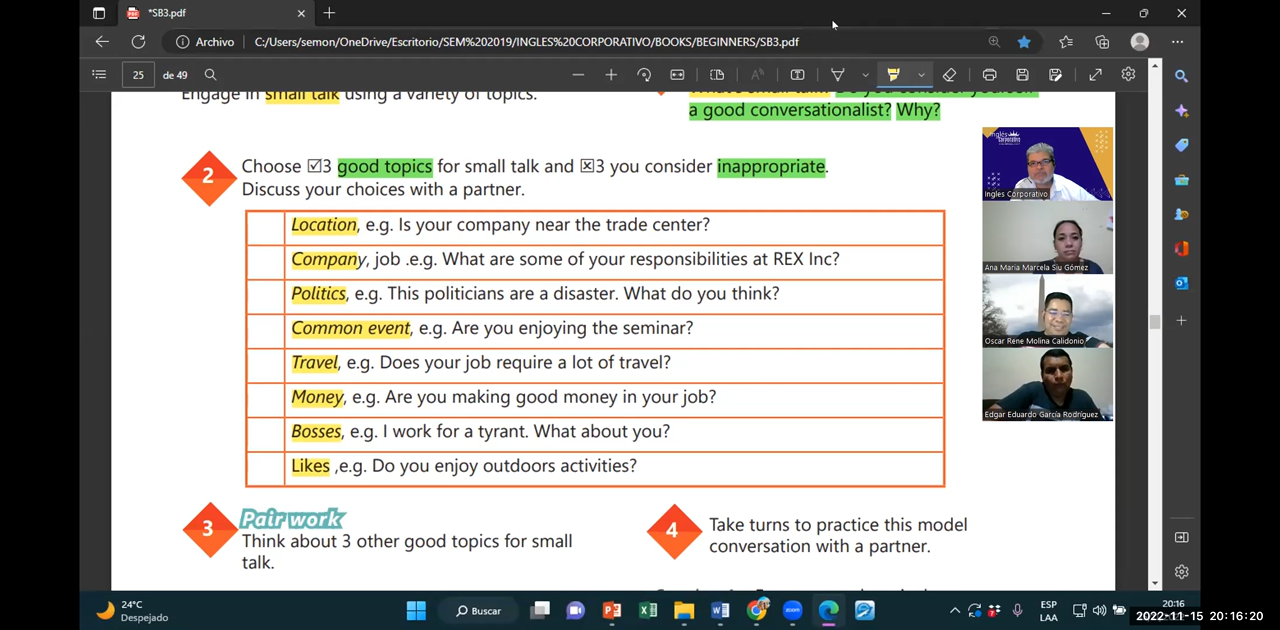 *SB3.pdf
Archivo
C:/Users/semon/OneDrive/Escritorio/SEM%202019/INGLES%20CORPORATIVO/BOOKS/BEGINNERS/SB3.pdf
25 de 49
Engage in small talk using a variety of topics.
a good conversationalist? Why?
2
Choose ☑3 good topics for small talk and ☒3 you consider inappropriate.
Discuss your choices with a partner.
Location, e.g. Is your company near the trade center?
Company, job .e.g. What are some of your responsibilities at REX Inc?
Politics, e.g. This politicians are a disaster. What do you think?
Common event, e.g. Are you enjoying the seminar?
Travel, e.g. Does your job require a lot of travel?
Money, e.g. Are you making good money in your job?
Bosses, e.g. I work for a tyrant. What about you?
Likes ,e.g. Do you enjoy outdoors activities?
3
Pair work
Think about 3 other good topics for small
talk.
4
Take turns to practice this model
conversation with a partner.
Inglés
Corporativo
Ingles Corporativo
Ana Maria Marcela Siu Gómez
Oscar Rene Molina Calidonio
Edgar Eduardo García Rodríguez
24°C
Despejado
Buscar
zoom
ESP
LAA
20:16
2022-11-15 20:16:20